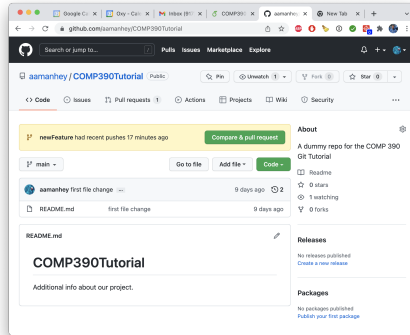 Google Ca
Oxy - Cale
M Inbox (917
COMP390
aamanhey
New Tab
github.com/aamanhey/COMP390Tutorial
Search or jump to...
/
Pulls Issues Marketplace Explore
aamanhey / COMP390Tutorial Public
Pin
Unwatch 1
Fork 0
Star 0
Code
Issues
Pull requests 1
Actions
Projects
Wiki
Security
newFeature had recent pushes 17 minutes ago
Compare & pull request
main
Go to file
Add file
Code
aamanhey first file change ... 9 days ago 2
README.md first file change 9 days ago
README.md
COMP390Tutorial
Additional info about our project.
About
A dummy repo for the COMP 390
Git Tutorial
Readme
0 stars
1 watching
0 forks
Releases
No releases published
Create a new release
Packages
No packages published
Publish your first package